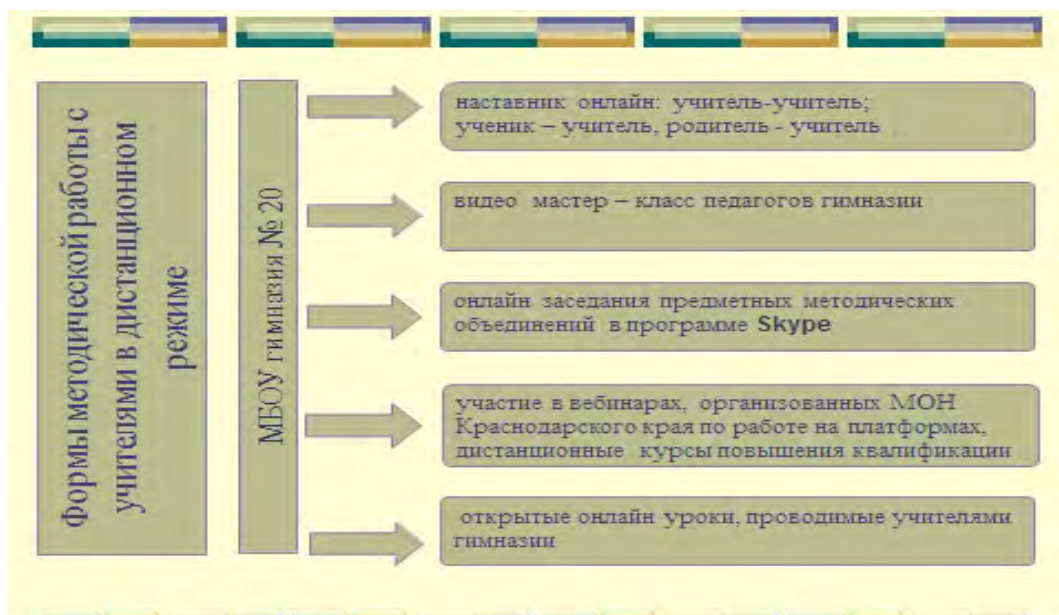 Формы методической работы с
учителями в дистанционном
режиме
МБОУ гимназия № 20
наставник онлайн: учитель-учитель;
ученик – учитель, родитель - учитель
видео мастер – класс педагогов гимназии
онлайн заседания предметных методических
объединений в программе Skype
участие в вебинарах, организованных МОН
Краснодарского края по работе на платформах,
дистанционные курсы повышения квалификации
открытые онлайн уроки, проводимые учителями
гимназии